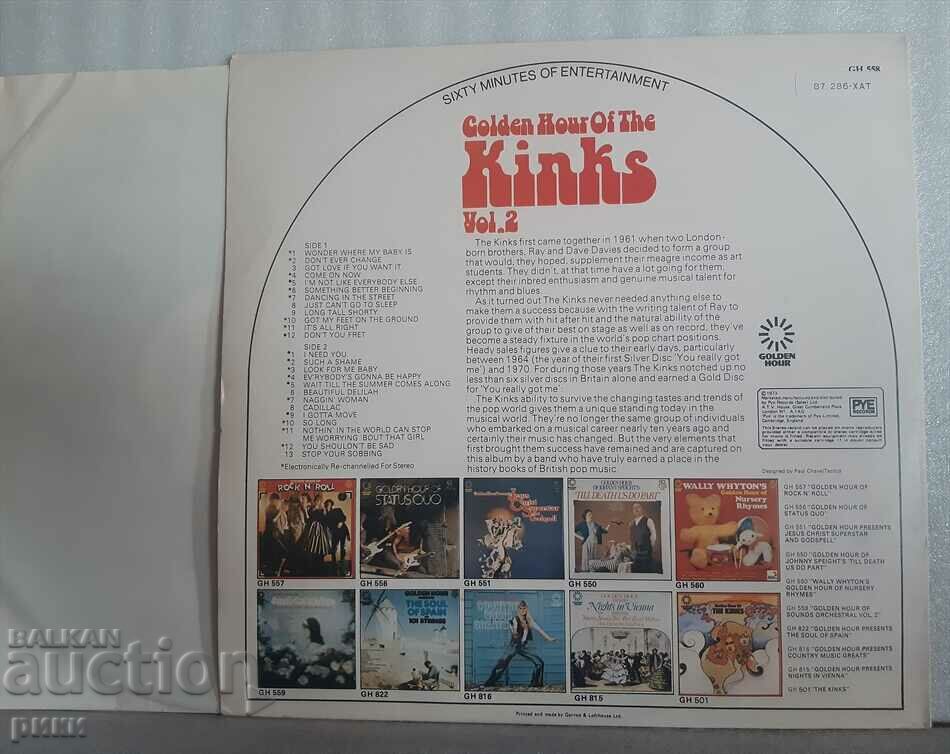 SIXTY MINUTES OF ENTERTAINMENT
GH 558
87 286-XAT
Golden Hour Of The
Kinks
Vol.2
SIDE 1
*1 WONDER WHERE MY BABY IS
*2 DON'T EVER CHANGE
3 GOT LOVE IF YOU WANT IT
*4 COME ON NOW
*5 I'M NOT LIKE EVERYBODY ELSE
*6 SOMETHING BETTER BEGINNING
*7 DANCING IN THE STREET
8 JUST CAN'T GO TO SLEEP
9 LONG TALL SHORTY
*10 GOT MY FEET ON THE GROUND
*11 IT'S ALL RIGHT
*12 DON'T YOU FRET
SIDE 2
*1 I NEED YOU
*2 SUCH A SHAME
*3 LOOK FOR ME BABY
*4 EV'RYBODY'S GONNA BE HAPPY
*5 WAIT TILL THE SUMMER COMES ALONG
6 BEAUTIFUL DELILAH
*7 NAGGIN' WOMAN
8 CADILLAC
*9 I GOTTA MOVE
*10 SO LONG
*11 NOTHIN' IN THE WORLD CAN STOP
ME WORRYING 'BOUT THAT GIRL
*12 YOU SHOULDN'T BE SAD
13 STOP YOUR SOBBING
*Electronically Re-channelled For Stereo
The Kinks first came together in 1961 when two London-
born brothers, Ray and Dave Davies decided to form a group
that would, they hoped, supplement their meagre income as art
students. They didn't, at that time have a lot going for them,
except their inbred enthusiasm and genuine musical talent for
rhythm and blues.
As it turned out The Kinks never needed anything else to
make them a success because with the writing talent of Ray to
provide them with hit after hit and the natural ability of the
group to give of their best on stage as well as on record, they've
become a steady fixture in the world's pop chart positions.
Heady sales figures give a clue to their early days, particularly
between 1964 (the year of their first Silver Disc 'You really got
me') and 1970. For during those years The Kinks notched up no
less than six silver discs in Britain alone and earned a Gold Disc
for 'You really got me'.
The Kinks ability to survive the changing tastes and trends of
the pop world gives them a unique standing today in the
musical world. They're no longer the same group of individuals
who embarked on a musical career nearly ten years ago and
certainly their music has changed. But the very elements that
first brought them success have remained and are captured on
this album by a band who have truly earned a place in the
history books of British pop music.
GOLDEN
HOUR
PYE
RECORDS
Designed by Paul Chave/Tactics
ROCK N' ROLL
GOLDEN HOUR OF
STATUS QUO
Jesus
Christ
Superstar
Godspell
'TILL DEATH US DO PART'
WALLY WHYTON'S
Golden Hour of
Nursery
Rhymes
GH 557
GH 556
GH 551
GH 550
GH 560
GOLDEN HOUR
THE SOUL OF
SPAIN
101 STRINGS
Nights in Vienna
THE KINKS
GH 559
GH 822
GH 816
GH 815
GH 501
GH 557 "GOLDEN HOUR OF
ROCK N' ROLL"
GH 556 "GOLDEN HOUR OF
STATUS QUO"
GH 551 "GOLDEN HOUR PRESENTS
JESUS CHRIST SUPERSTAR
AND GODSPELL"
GH 550 "GOLDEN HOUR OF
JOHNNY SPEIGHT'S 'TILL DEATH
US DO PART"
GH 560 "WALLY WHYTON'S
GOLDEN HOUR OF NURSERY
RHYMES"
GH 559 "GOLDEN HOUR OF
SOUNDS ORCHESTRAL VOL. 2"
GH 822 "GOLDEN HOUR PRESENTS
THE SOUL OF SPAIN"
GH 816 "GOLDEN HOUR PRESENTS
COUNTRY MUSIC GREATS"
GH 815 "GOLDEN HOUR PRESENTS
NIGHTS IN VIENNA"
GH 501 "THE KINKS"
Printed and made by Garrod & Lofthouse Ltd.
BALKAN
auction
рики